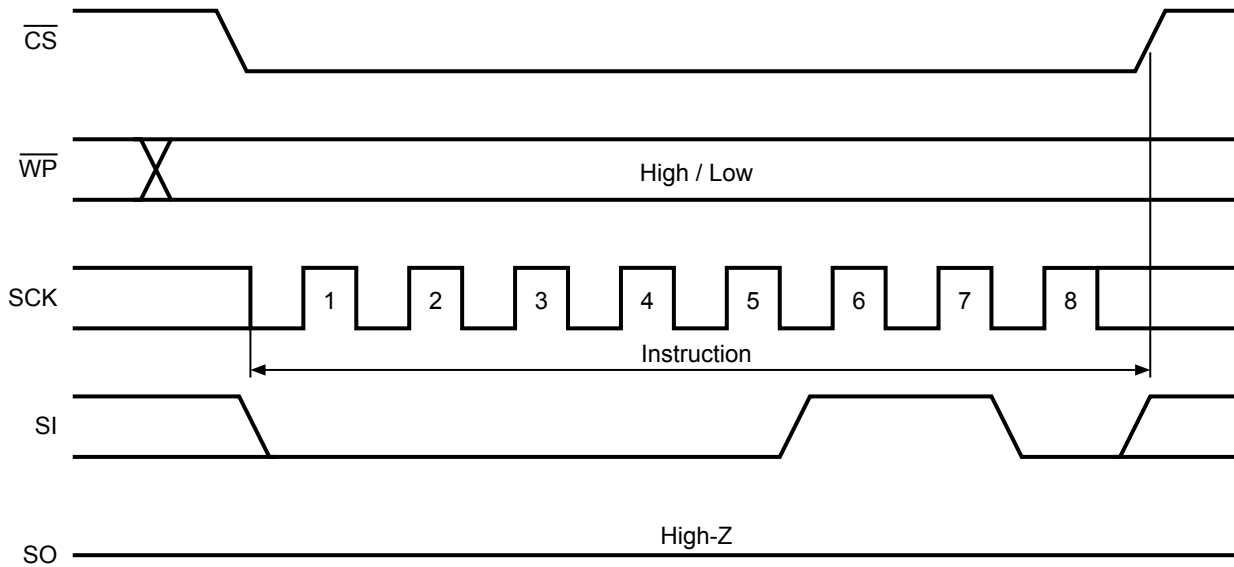 CS
WP
High / Low
SCK
1 2 3 4 5 6 7 8
Instruction
SI
High-Z
SO